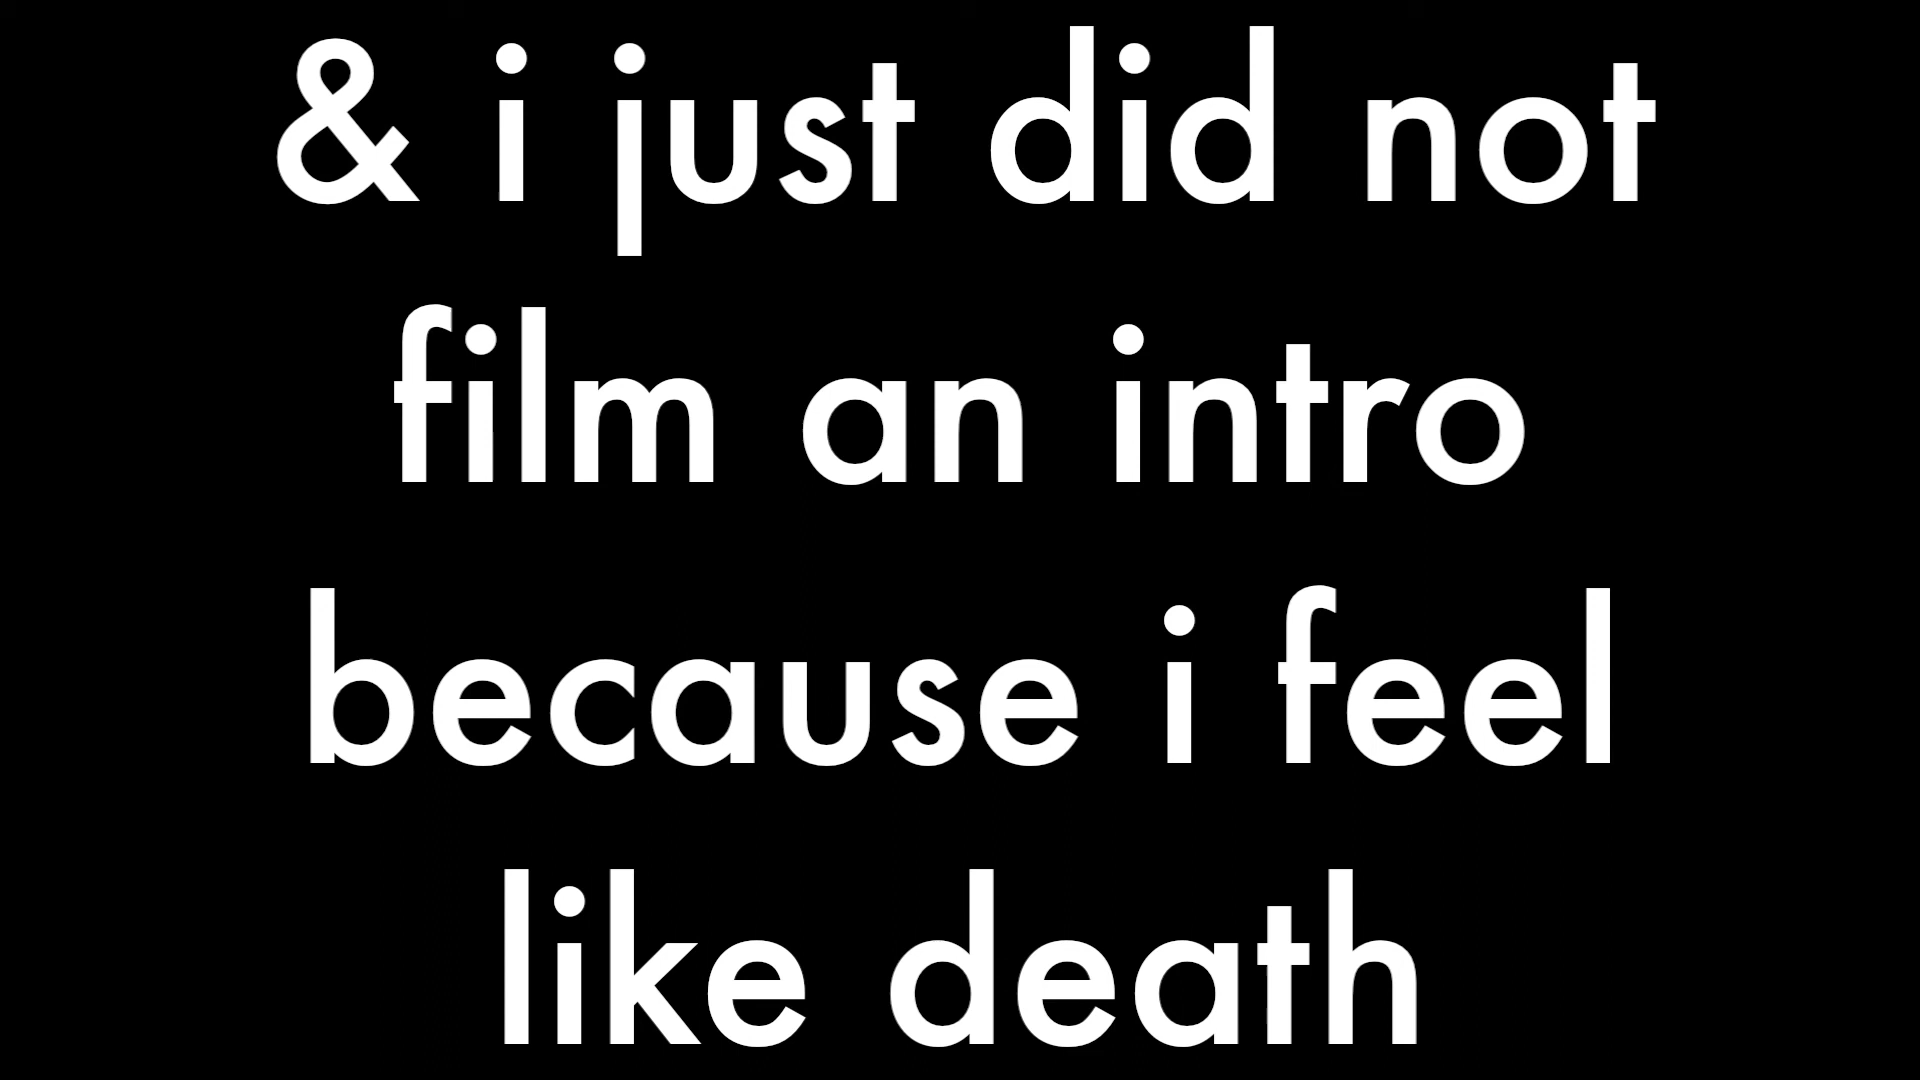 & i just did not
film an intro
because i feel
like death